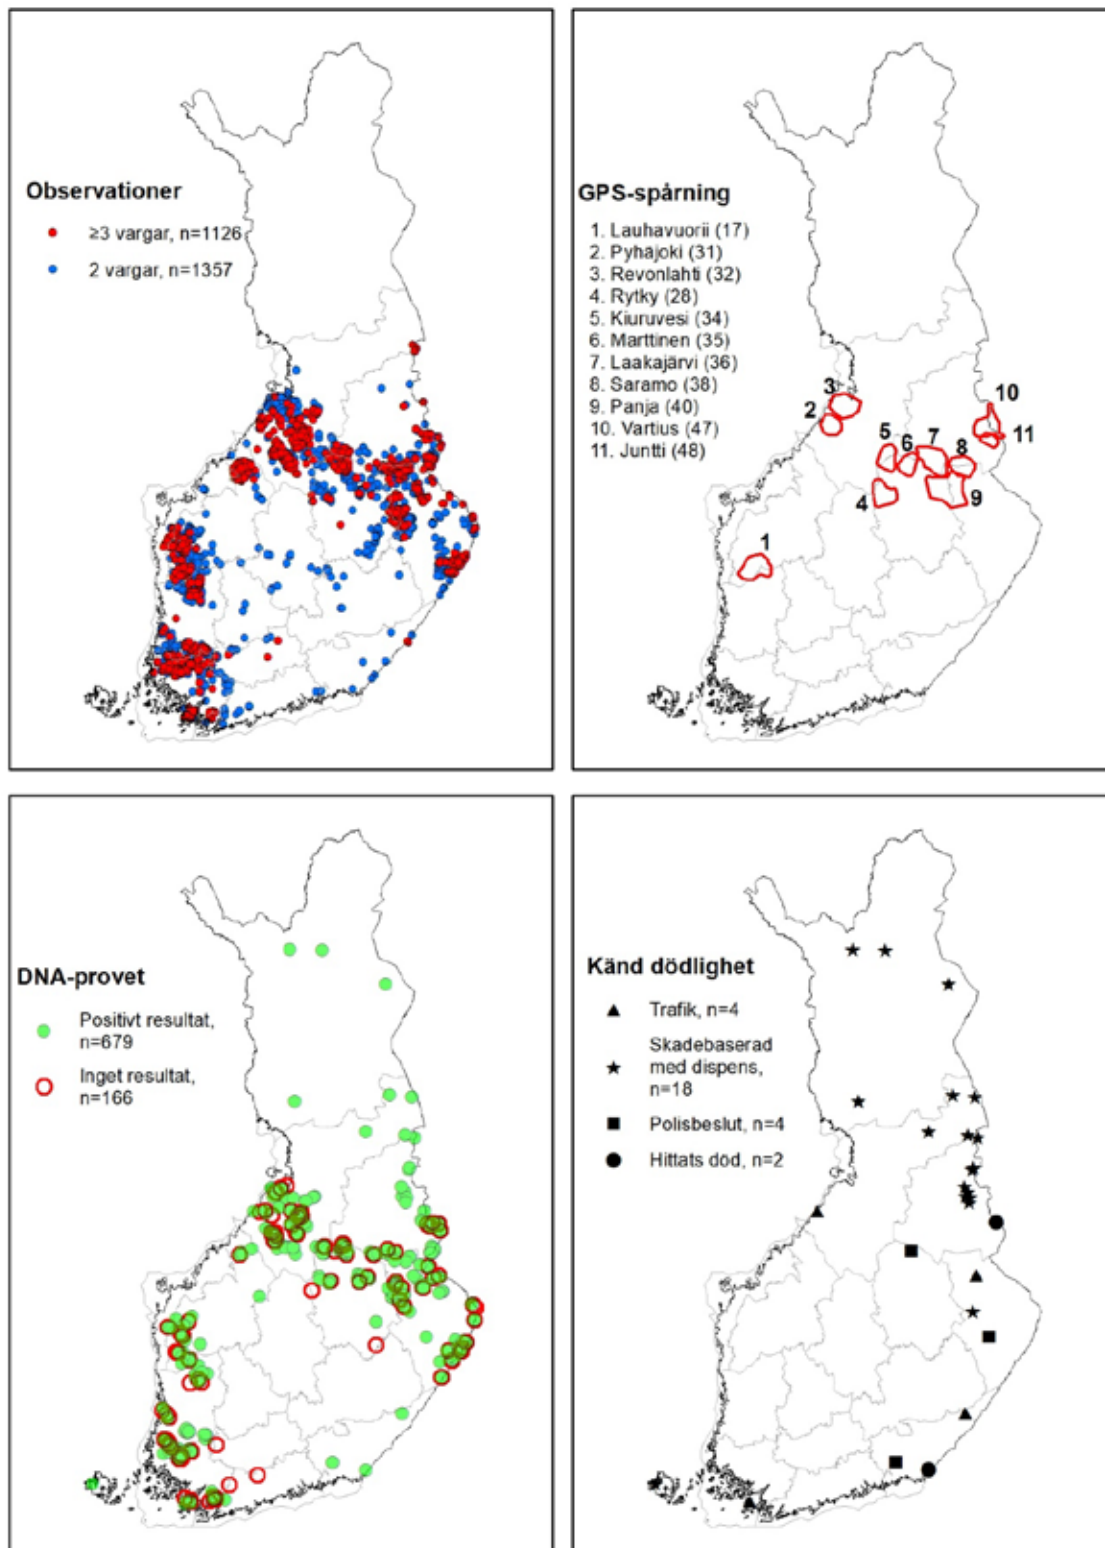 Observationer
≥3 vargar, n=1126
2 vargar, n=1357
GPS-spårning
1. Lauhavuorii (17)
2. Pyhäjoki (31)
3. Revonlahti (32)
4. Rytky (28)
5. Kiuruvesi (34)
6. Marttinen (35)
7. Laakajärvi (36)
8. Saramo (38)
9. Panja (40)
10. Vartius (47)
11. Juntti (48)
3
2
10
11
5
6
7
8
4
9
1
DNA-provet
Positivt resultat,
n=679
Inget resultat,
n=166
Känd dödlighet
Trafik, n=4
Skadebaserad
med dispens,
n=18
Polisbeslut, n=4
Hittats död, n=2